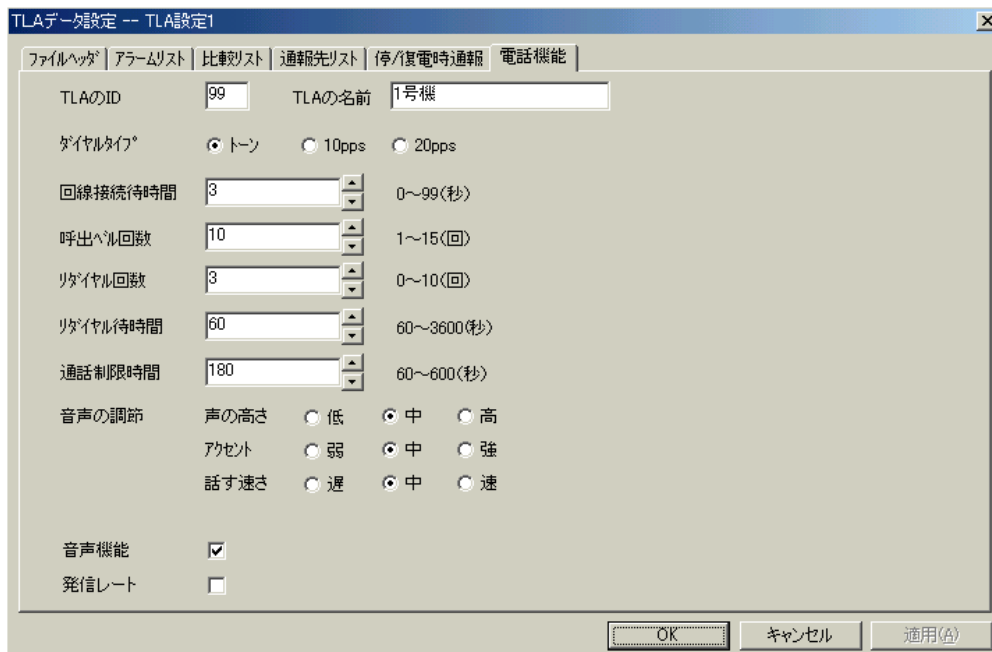 TLAデータ設定 -- TLA設定1
ﾌｧｲﾙﾍｯﾀﾞ ｱﾗｰﾑﾘｽﾄ 比較ﾘｽﾄ 通報先ﾘｽﾄ 停/復電時通報 電話機能
TLAのID 99 TLAの名前 1号機
ﾀﾞｲﾔﾙﾀｲﾌﾟ ﾄｰﾝ 10pps 20pps
回線接続待時間 3 0～99(秒)
呼出ﾍﾞﾙ回数 10 1～15(回)
ﾘﾀﾞｲﾔﾙ回数 3 0～10(回)
ﾘﾀﾞｲﾔﾙ待時間 60 60～3600(秒)
通話制限時間 180 60～600(秒)
音声の調節 声の高さ 低 中 高
ｱｸｾﾝﾄ 弱 中 強
話す速さ 遅 中 速
音声機能
発信レート
OK キャンセル 適用(A)